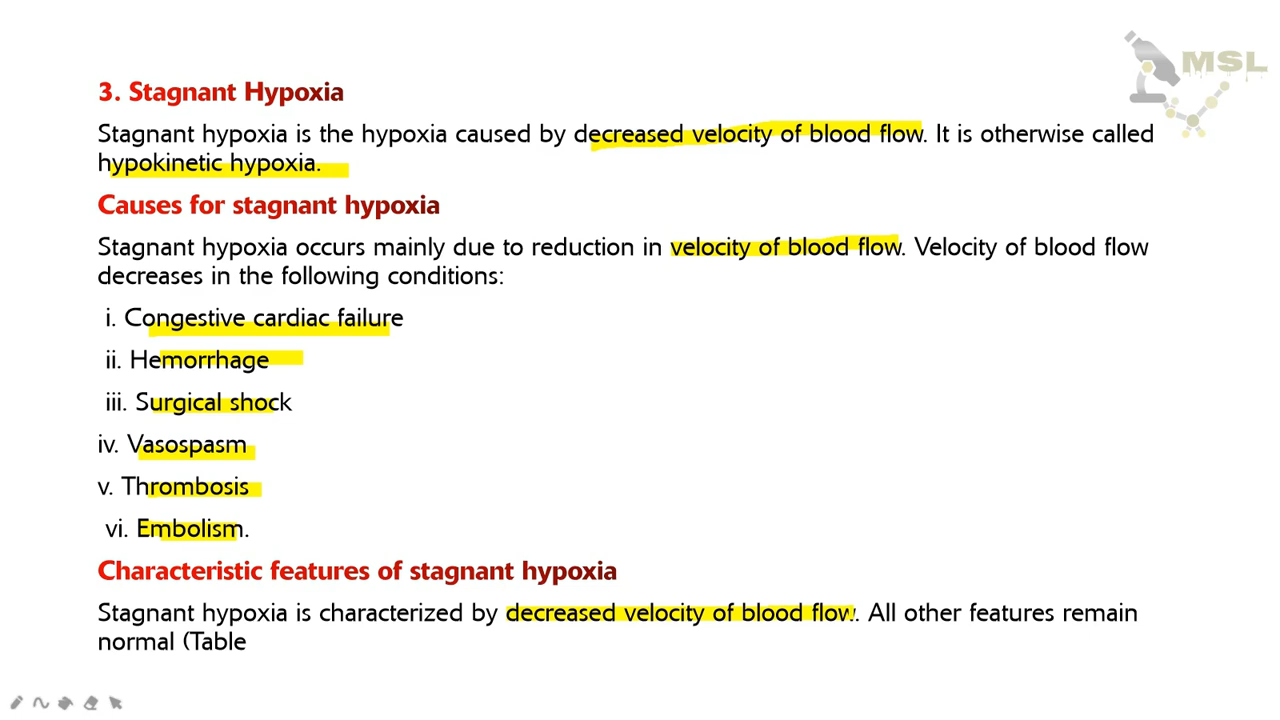 MSL
3. Stagnant Hypoxia
Stagnant hypoxia is the hypoxia caused by decreased velocity of blood flow. It is otherwise called
hypokinetic hypoxia.
Causes for stagnant hypoxia
Stagnant hypoxia occurs mainly due to reduction in velocity of blood flow. Velocity of blood flow
decreases in the following conditions:
i. Congestive cardiac failure
ii. Hemorrhage
iii. Surgical shock
iv. Vasospasm
v. Thrombosis
vi. Embolism.
Characteristic features of stagnant hypoxia
Stagnant hypoxia is characterized by decreased velocity of blood flow. All other features remain
normal (Table